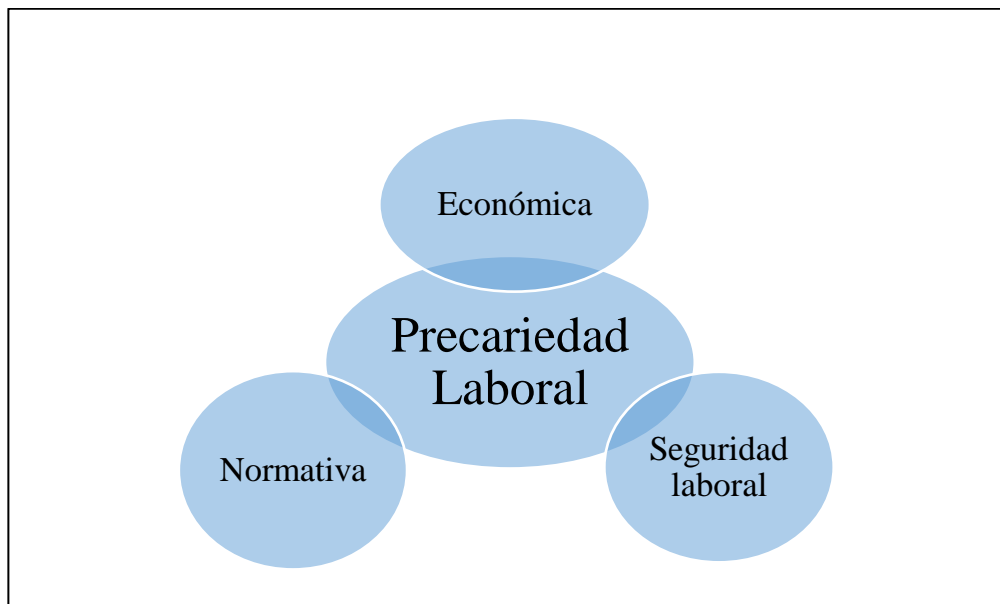 Económica
Precariedad
Laboral
Normativa
Seguridad
laboral